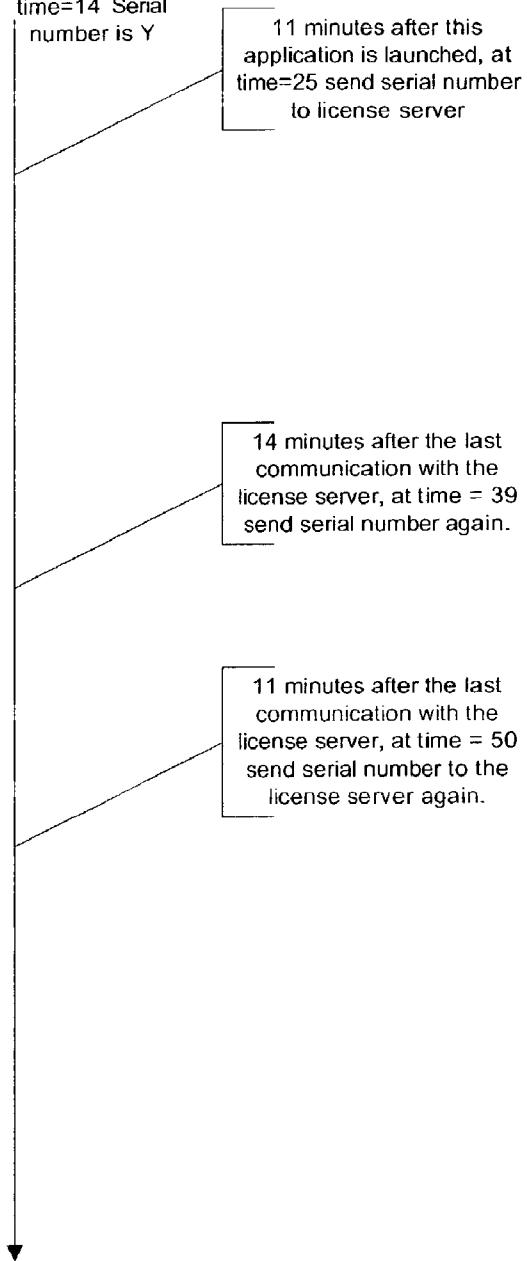 time=14 Serial
number is Y
11 minutes after this
application is launched, at
time=25 send serial number
to license server
14 minutes after the last
communication with the
license server, at time = 39
send serial number again.
11 minutes after the last
communication with the
license server, at time = 50
send serial number to the
license server again.